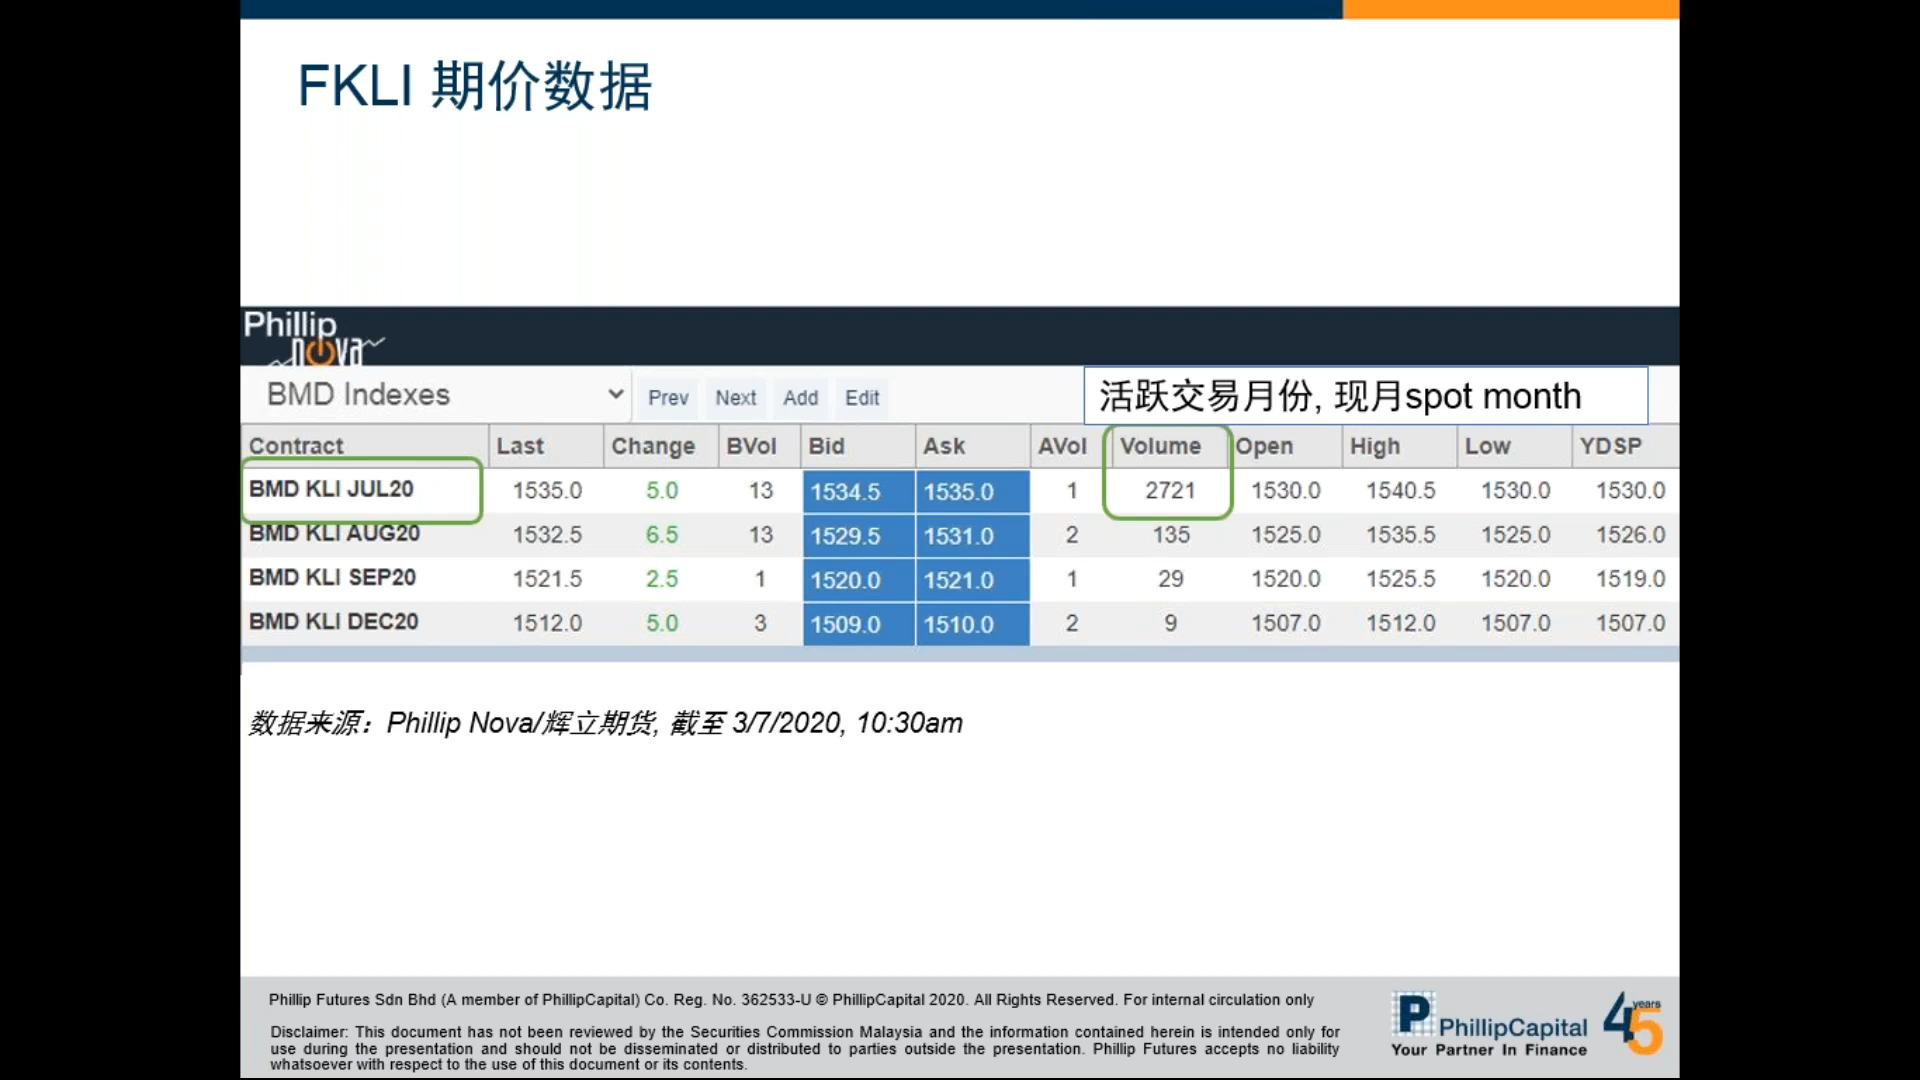 FKLI 期价数据
Phillip
nova
BMD Indexes Prev Next Add Edit
活跃交易月份, 现月spot month
Contract Last Change BVol Bid Ask AVol Volume Open High Low YDSP
BMD KLI JUL20 1535.0 5.0 13 1534.5 1535.0 1 2721 1530.0 1540.5 1530.0 1530.0
BMD KLI AUG20 1532.5 6.5 13 1529.5 1531.0 2 135 1525.0 1535.5 1525.0 1526.0
BMD KLI SEP20 1521.5 2.5 1 1520.0 1521.0 1 29 1520.0 1525.5 1520.0 1519.0
BMD KLI DEC20 1512.0 5.0 3 1509.0 1510.0 2 9 1507.0 1512.0 1507.0 1507.0
数据来源：Phillip Nova/辉立期货, 截至 3/7/2020, 10:30am
Phillip Futures Sdn Bhd (A member of PhillipCapital) Co. Reg. No. 362533-U © PhillipCapital 2020. All Rights Reserved. For internal circulation only
Disclaimer: This document has not been reviewed by the Securities Commission Malaysia and the information contained herein is intended only for
use during the presentation and should not be disseminated or distributed to parties outside the presentation. Phillip Futures accepts no liability
whatsoever with respect to the use of this document or its contents.
P PhillipCapital
Your Partner In Finance
45 years